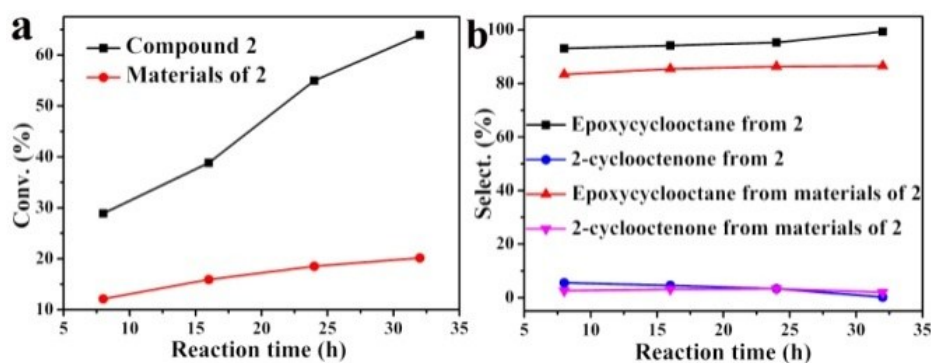 a
Compound 2
Materials of 2
Conv. (%)
60
50
40
30
20
10
5 10 15 20 25 30 35
Reaction time (h)
b
Epoxycyclooctane from 2
2-cyclooctenone from 2
Epoxycyclooctane from materials of 2
2-cyclooctenone from materials of 2
Select. (%)
100
80
60
40
20
0
5 10 15 20 25 30 35
Reaction time (h)